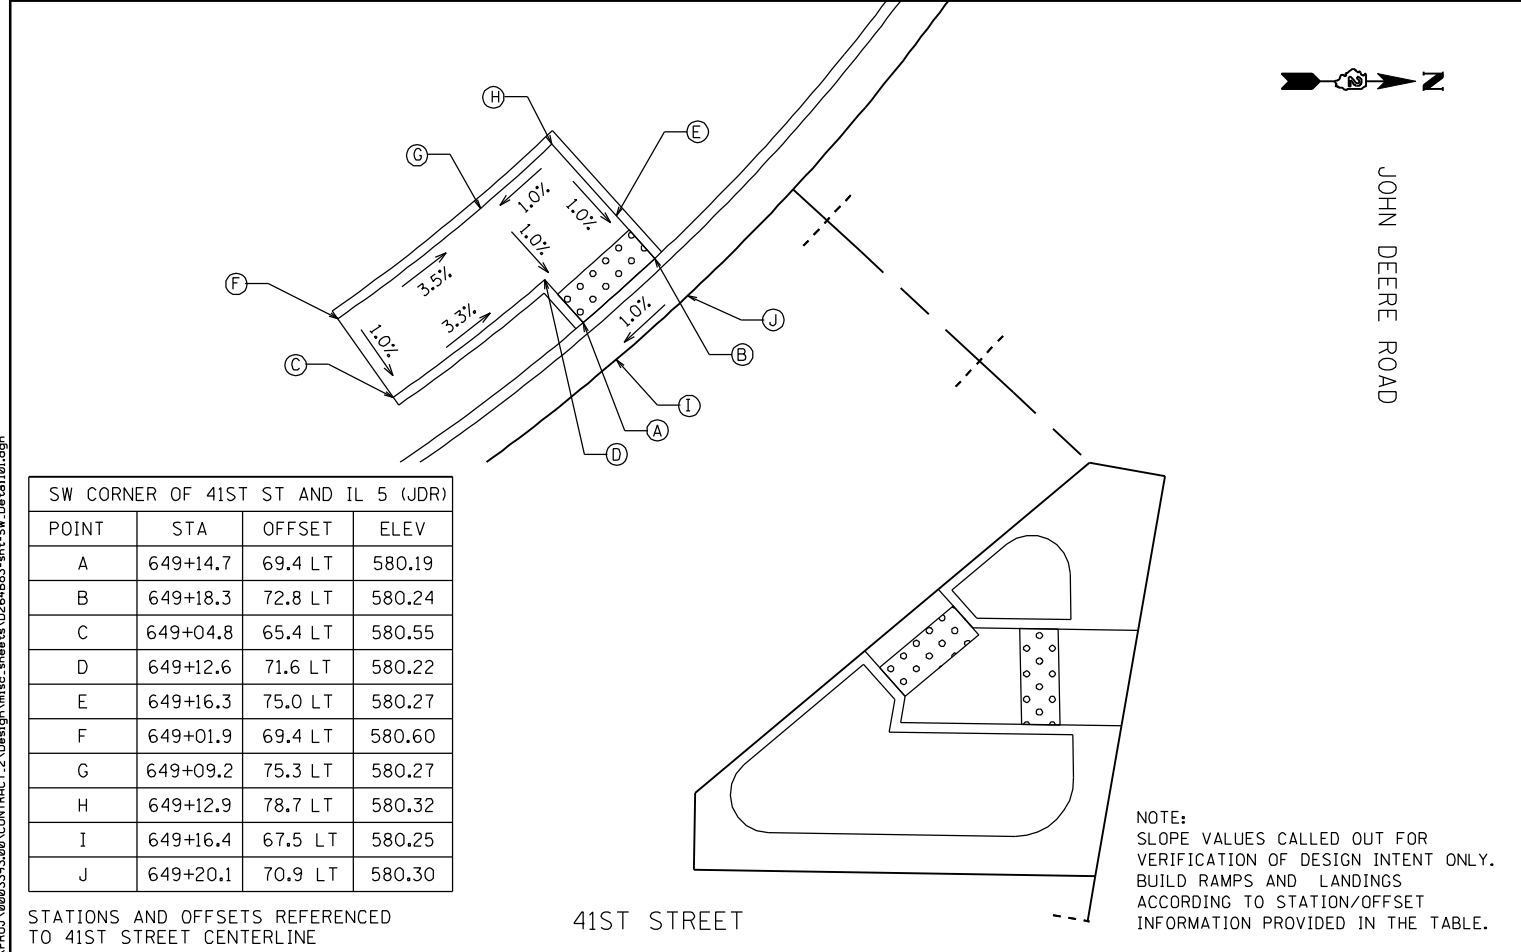 N
JOHN DEERE ROAD
H
E
G
1.0%
1.0%
1.0%
3.5%
3.3%
1.0%
1.0%
F
C
J
B
I
A
D
SW CORNER OF 41ST ST AND IL 5 (JDR)
POINT STA OFFSET ELEV
A 649+14.7 69.4 LT 580.19
B 649+18.3 72.8 LT 580.24
C 649+04.8 65.4 LT 580.55
D 649+12.6 71.6 LT 580.22
E 649+16.3 75.0 LT 580.27
F 649+01.9 69.4 LT 580.60
G 649+09.2 75.3 LT 580.27
H 649+12.9 78.7 LT 580.32
I 649+16.4 67.5 LT 580.25
J 649+20.1 70.9 LT 580.30
STATIONS AND OFFSETS REFERENCED
TO 41ST STREET CENTERLINE
41ST STREET
NOTE:
SLOPE VALUES CALLED OUT FOR
VERIFICATION OF DESIGN INTENT ONLY.
BUILD RAMPS AND LANDINGS
ACCORDING TO STATION/OFFSET
INFORMATION PROVIDED IN THE TABLE.